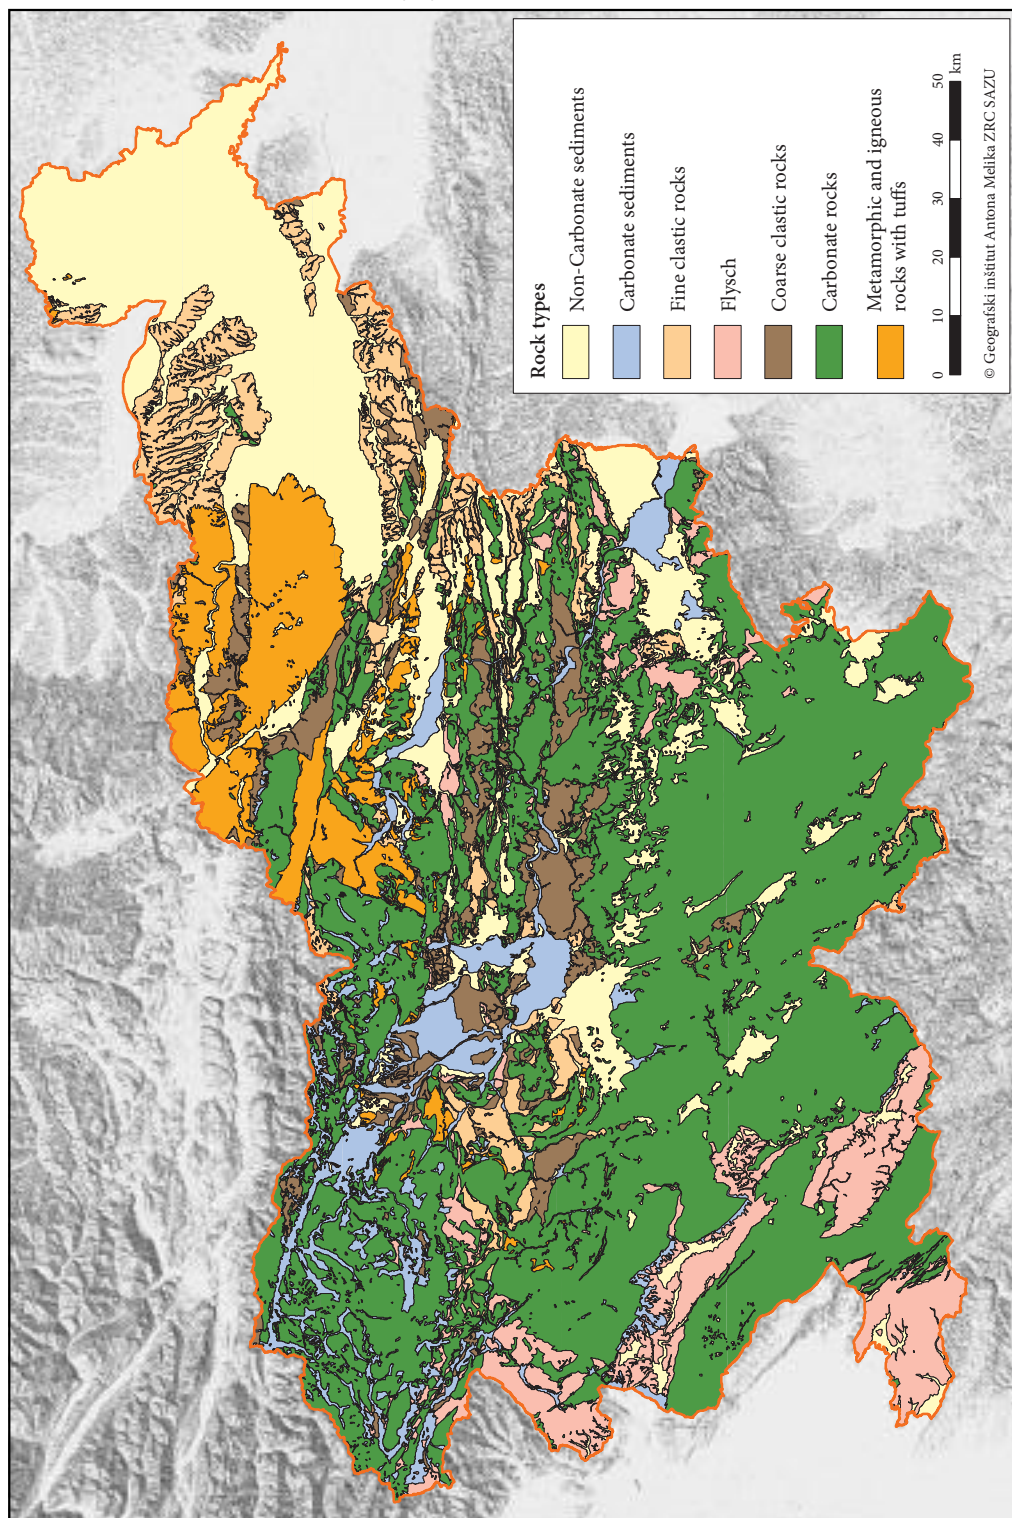 Rock types
Non-Carbonate sediments
Carbonate sediments
Fine clastic rocks
Flysch
Coarse clastic rocks
Carbonate rocks
Metamorphic and igneous
rocks with tuffs
0 10 20 30 40 50
km
© Geografski inštitut Antona Melika ZRC SAZU